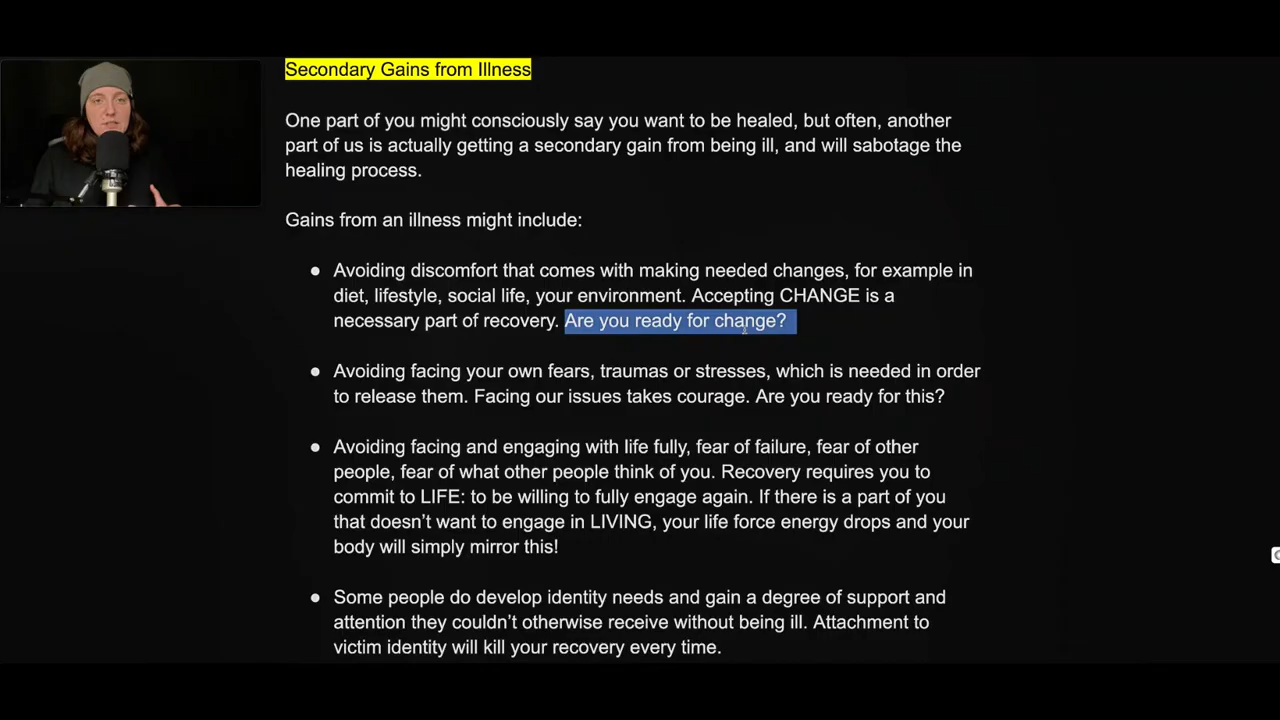 Secondary Gains from Illness
One part of you might consciously say you want to be healed, but often, another
part of us is actually getting a secondary gain from being ill, and will sabotage the
healing process.
Gains from an illness might include:
● Avoiding discomfort that comes with making needed changes, for example in
diet, lifestyle, social life, your environment. Accepting CHANGE is a
necessary part of recovery. Are you ready for change?
● Avoiding facing your own fears, traumas or stresses, which is needed in order
to release them. Facing our issues takes courage. Are you ready for this?
● Avoiding facing and engaging with life fully, fear of failure, fear of other
people, fear of what other people think of you. Recovery requires you to
commit to LIFE: to be willing to fully engage again. If there is a part of you
that doesn’t want to engage in LIVING, your life force energy drops and your
body will simply mirror this!
● Some people do develop identity needs and gain a degree of support and
attention they couldn’t otherwise receive without being ill. Attachment to
victim identity will kill your recovery every time.